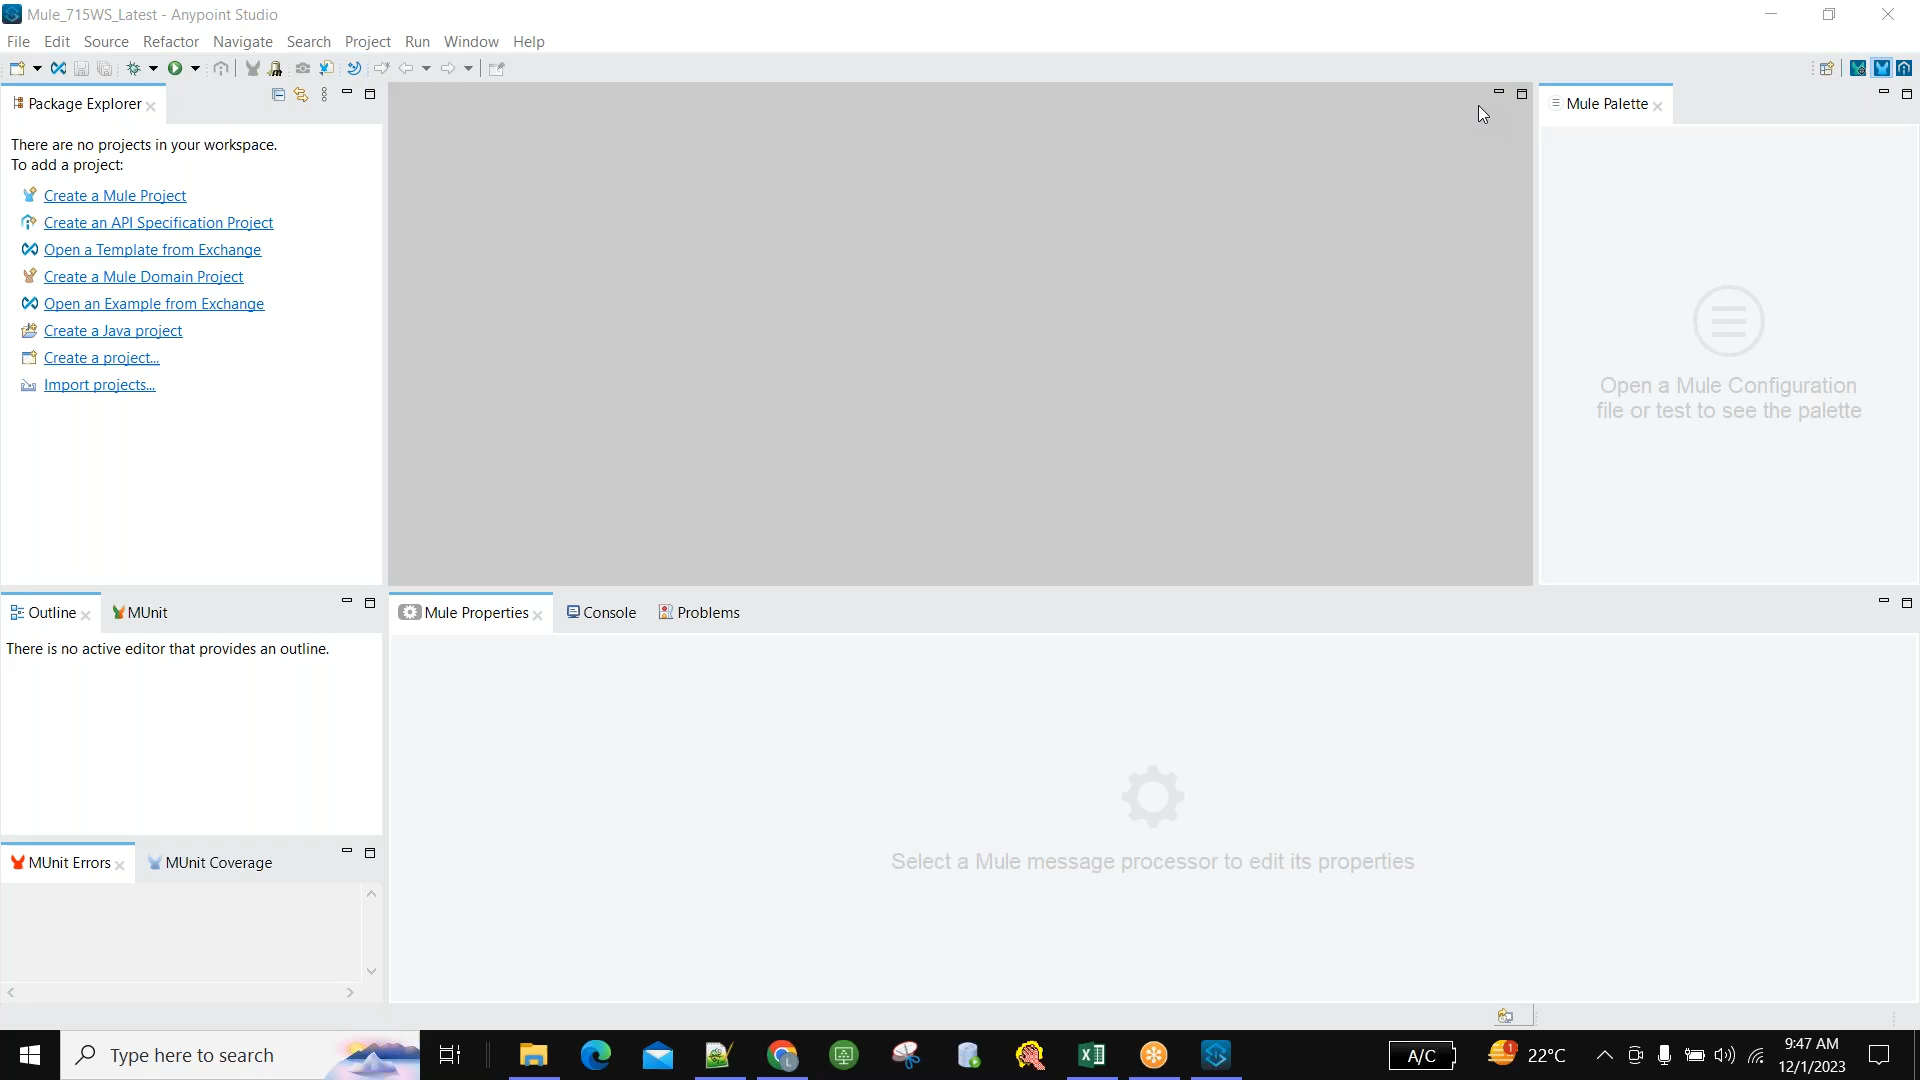 Mule_715WS_Latest - Anypoint Studio
File Edit Source Refactor Navigate Search Project Run Window Help
Package Explorer
There are no projects in your workspace.
To add a project:
Create a Mule Project
Create an API Specification Project
Open a Template from Exchange
Create a Mule Domain Project
Open an Example from Exchange
Create a Java project
Create a project...
Import projects...
Mule Palette
Open a Mule Configuration
file or test to see the palette
Outline MUnit
There is no active editor that provides an outline.
MUnit Errors MUnit Coverage
Mule Properties Console Problems
Select a Mule message processor to edit its properties
Type here to search
A/C
1
22°C
9:47 AM
12/1/2023